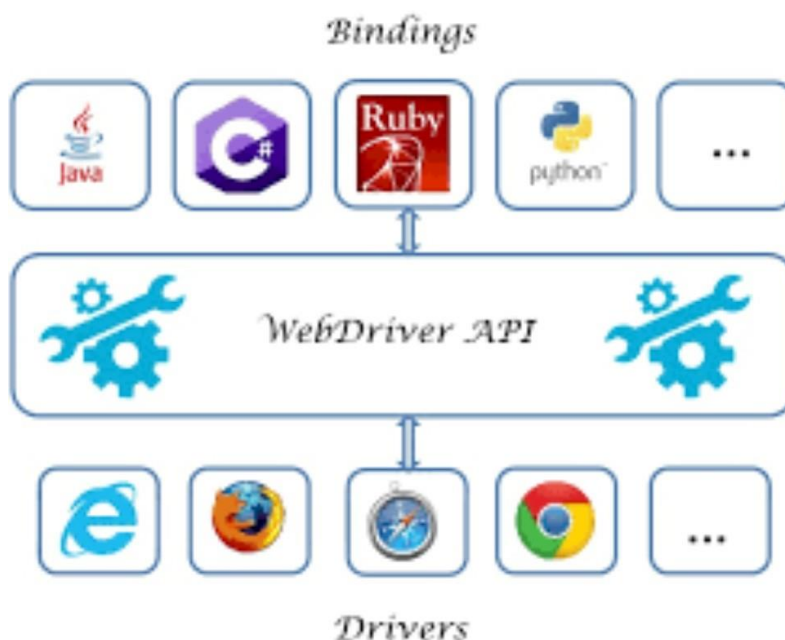 Bindings
Java
C#
Ruby
python
...
WebDriver API
...
Drivers